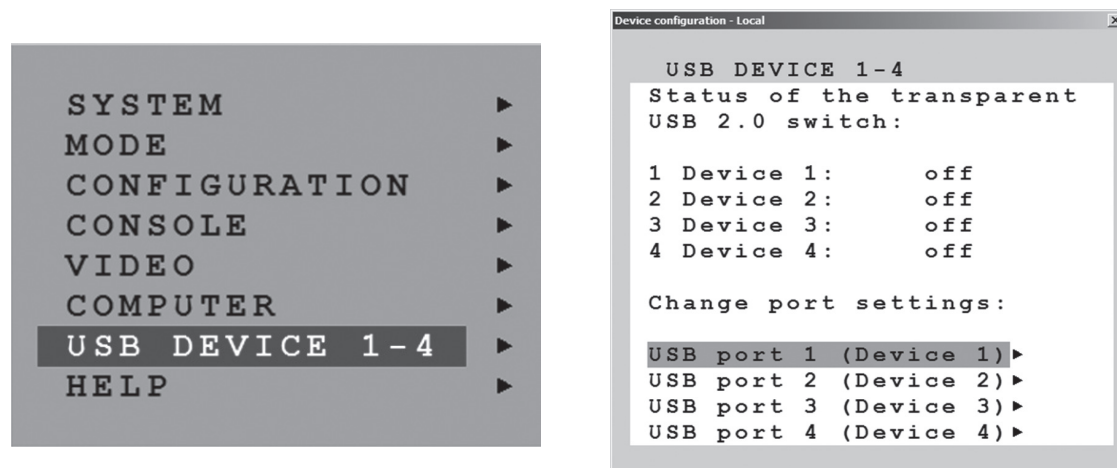 SYSTEM
MODE
CONFIGURATION
CONSOLE
VIDEO
COMPUTER
USB DEVICE 1-4
HELP
Device configuration - Local
USB DEVICE 1-4
Status of the transparent
USB 2.0 switch:
1 Device 1: off
2 Device 2: off
3 Device 3: off
4 Device 4: off
Change port settings:
USB port 1 (Device 1)
USB port 2 (Device 2)
USB port 3 (Device 3)
USB port 4 (Device 4)